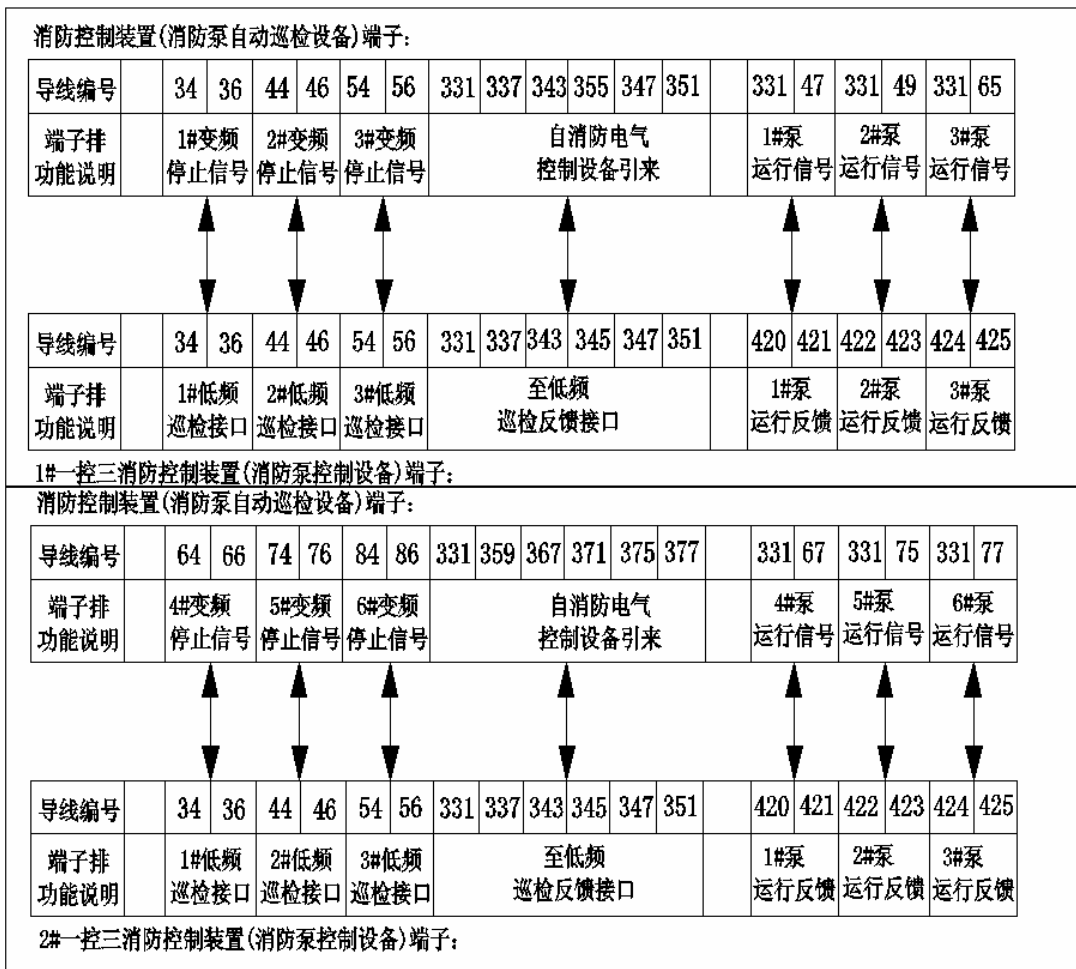 消防控制装置(消防泵自动巡检设备)端子:
导线编号 34 36 44 46 54 56 331 337 343 355 347 351 331 47 331 49 331 65
端子排 1#变频 2#变频 3#变频 自消防电气 1#泵 2#泵 3#泵
功能说明 停止信号 停止信号 停止信号 控制设备引来 运行信号 运行信号 运行信号
导线编号 34 36 44 46 54 56 331 337 343 345 347 351 420 421 422 423 424 425
端子排 1#低频 2#低频 3#低频 至低频 1#泵 2#泵 3#泵
功能说明 巡检接口 巡检接口 巡检接口 巡检反馈接口 运行反馈 运行反馈 运行反馈
1#一控三消防控制装置(消防泵控制设备)端子:
消防控制装置(消防泵自动巡检设备)端子:
导线编号 64 66 74 76 84 86 331 359 367 371 375 377 331 67 331 75 331 77
端子排 4#变频 5#变频 6#变频 自消防电气 4#泵 5#泵 6#泵
功能说明 停止信号 停止信号 停止信号 控制设备引来 运行信号 运行信号 运行信号
导线编号 34 36 44 46 54 56 331 337 343 345 347 351 420 421 422 423 424 425
端子排 1#低频 2#低频 3#低频 至低频 1#泵 2#泵 3#泵
功能说明 巡检接口 巡检接口 巡检接口 巡检反馈接口 运行反馈 运行反馈 运行反馈
2#一控三消防控制装置(消防泵控制设备)端子: